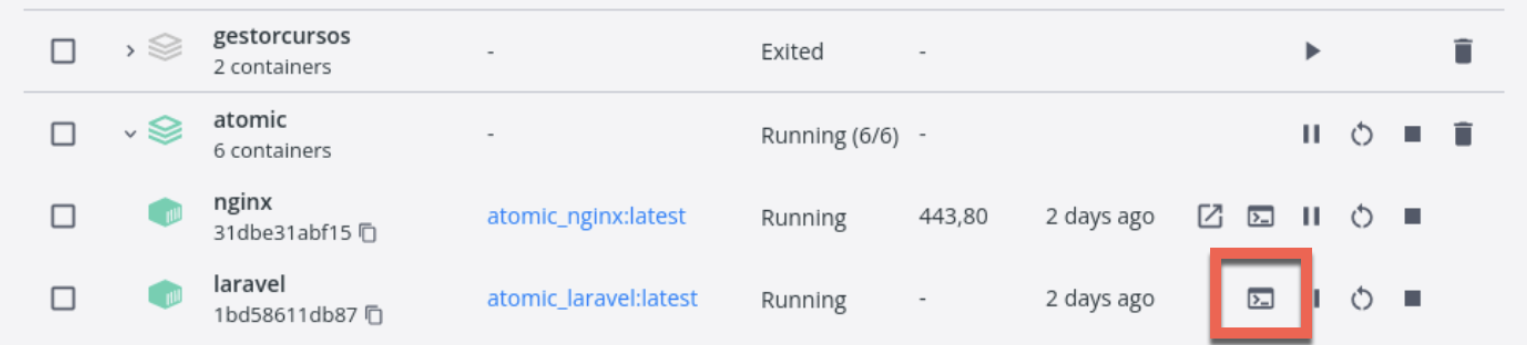 gestorcursos
2 containers
-
Exited
-
atomic
6 containers
-
Running (6/6)
-
nginx
31dbe31abf15
atomic_nginx:latest
Running
443,80
2 days ago
laravel
1bd58611db87
atomic_laravel:latest
Running
-
2 days ago